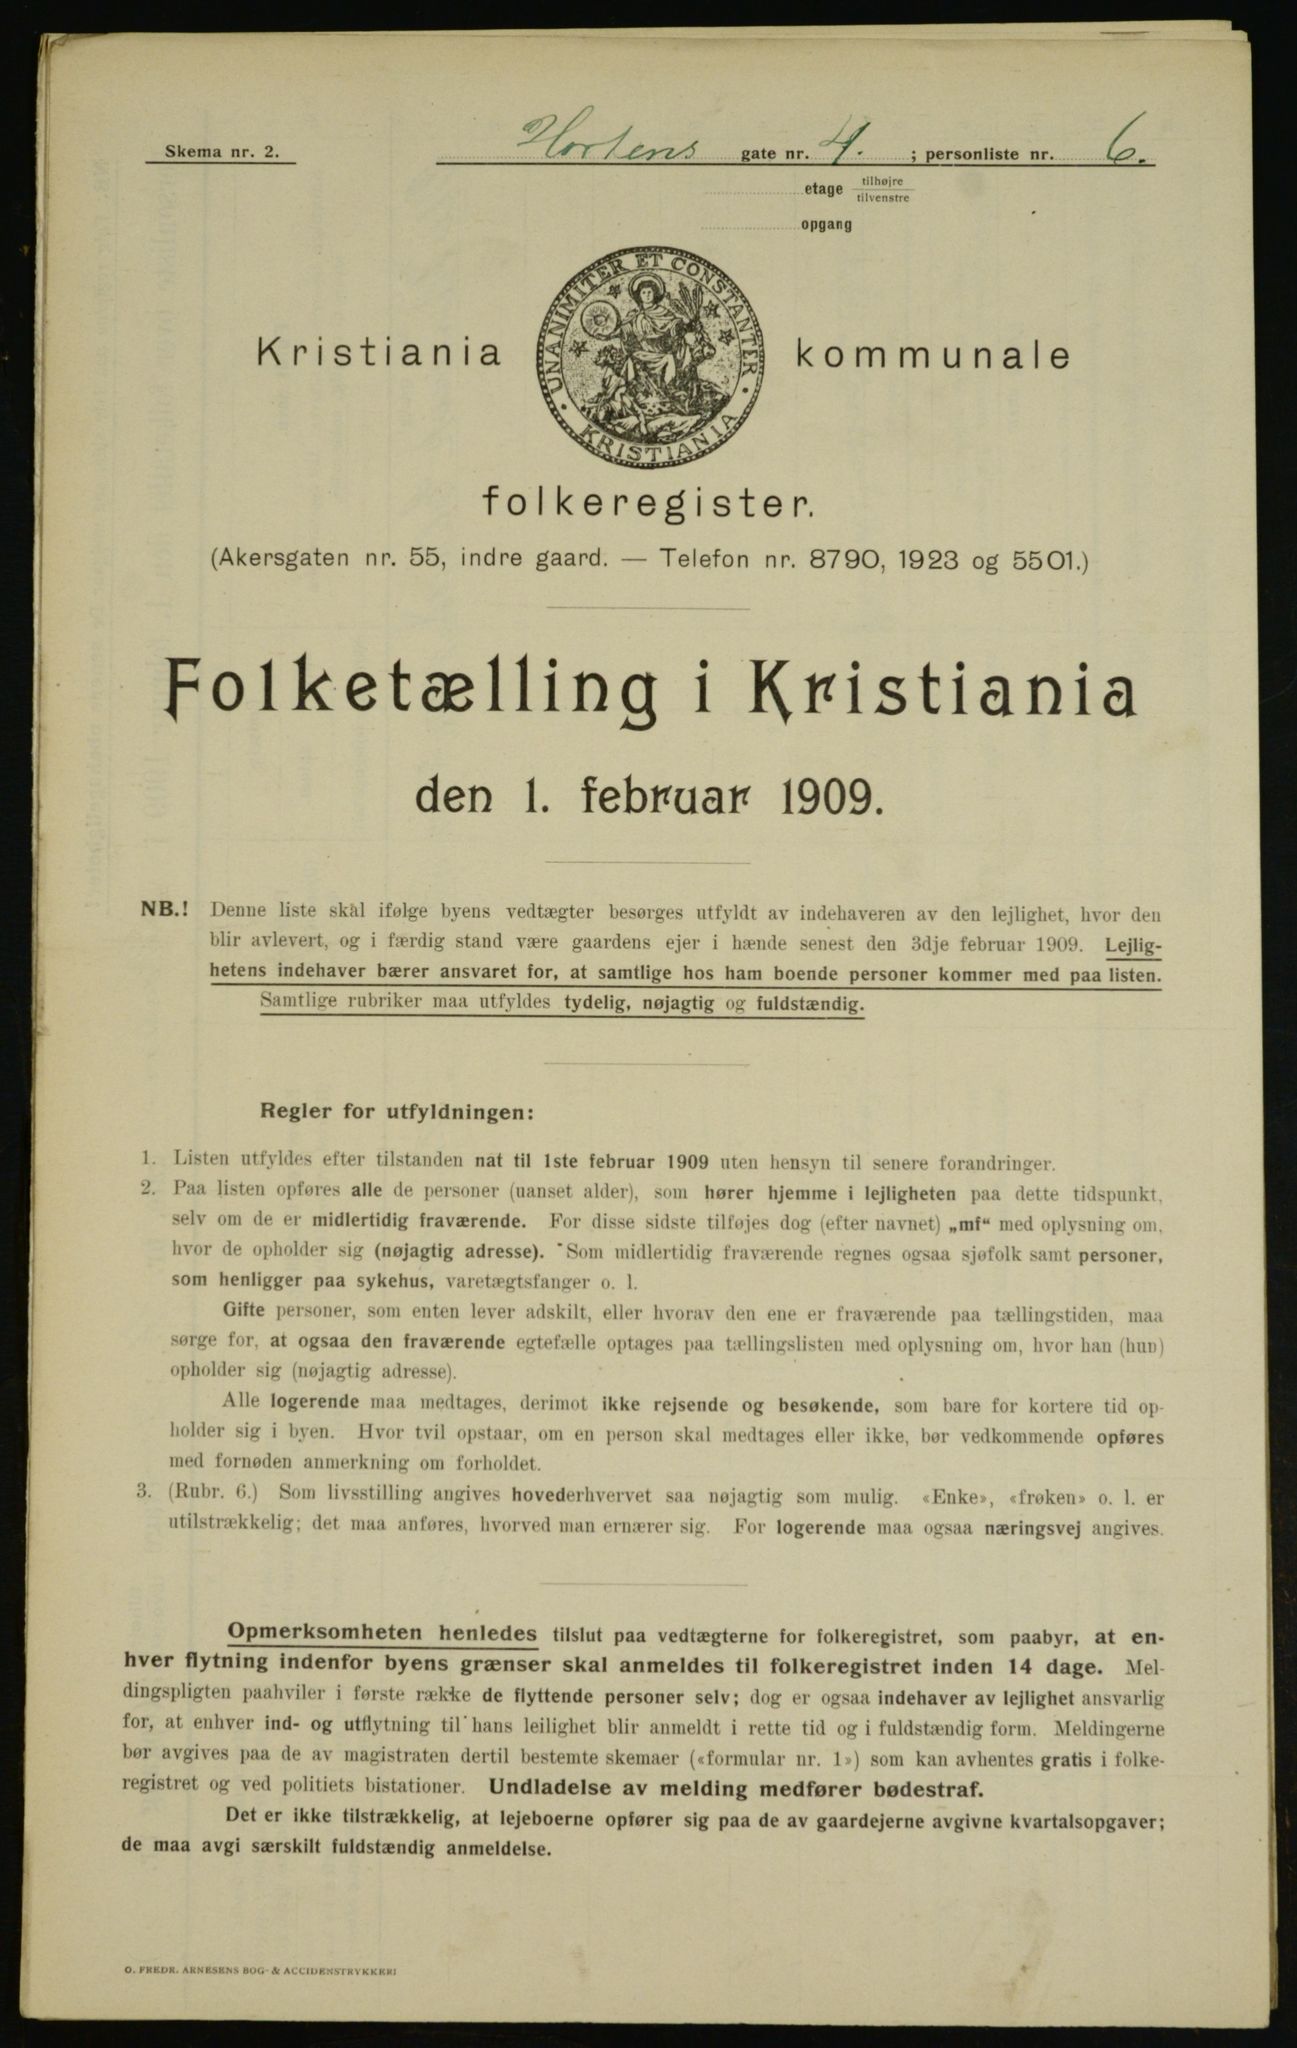 Skema nr. 2.
Hortens gate nr. 4. ; personliste nr. 6.
etage tilhøjre
tilvenstre
opgang
UNANIMITER ET CONSTANTER
KRISTIANIA
Kristiania kommunale
folkeregister.
(Akersgaten nr. 55, indre gaard. — Telefon nr. 8790, 1923 og 5501.)
Folketælling i Kristiania
den 1. februar 1909.
NB.! Denne liste skal ifølge byens vedtægter besørges utfyldt av indehaveren av den lejlighet, hvor den
blir avlevert, og i færdig stand være gaardens ejer i hænde senest den 3dje februar 1909. Lejlig-
hetens indehaver bærer ansvaret for, at samtlige hos ham boende personer kommer med paa listen.
Samtlige rubriker maa utfyldes tydelig, nøjagtig og fuldstændig.
Regler for utfyldningen:
1. Listen utfyldes efter tilstanden nat til 1ste februar 1909 uten hensyn til senere forandringer.
2. Paa listen opføres alle de personer (uanset alder), som hører hjemme i lejligheten paa dette tidspunkt,
selv om de er midlertidig fraværende. For disse sidste tilføjes dog (efter navnet) „mf“ med oplysning om,
hvor de opholder sig (nøjagtig adresse). Som midlertidig fraværende regnes ogsaa sjøfolk samt personer,
som henligger paa sykehus, varetægtsfanger o. l.
Gifte personer, som enten lever adskilt, eller hvorav den ene er fraværende paa tællingstiden, maa
sørge for, at ogsaa den fraværende egtefælle optages paa tællingslisten med oplysning om, hvor han (hun)
opholder sig (nøjagtig adresse).
Alle logerende maa medtages, derimot ikke rejsende og besøkende, som bare for kortere tid op-
holder sig i byen. Hvor tvil opstaar, om en person skal medtages eller ikke, bør vedkommende opføres
med fornøden anmerkning om forholdet.
3. (Rubr. 6.) Som livsstilling angives hovederhvervet saa nøjagtig som mulig. «Enke», «frøken» o. l. er
utilstrækkelig; det maa anføres, hvorved man ernærer sig. For logerende maa ogsaa næringsvej angives.
Opmerksomheten henledes tilslut paa vedtægterne for folkeregistret, som paabyr, at en-
hver flytning indenfor byens grænser skal anmeldes til folkeregistret inden 14 dage. Mel-
dingspligten paahviler i første række de flyttende personer selv; dog er ogsaa indehaver av lejlighet ansvarlig
for, at enhver ind- og utflytning til hans leilighet blir anmeldt i rette tid og i fuldstændig form. Meldingerne
bør avgives paa de av magistraten dertil bestemte skemaer («formular nr. 1») som kan avhentes gratis i folke-
registret og ved politiets bistationer. Undladelse av melding medfører bødestraf.
Det er ikke tilstrækkelig, at lejeboerne opfører sig paa de av gaardejerne avgivne kvartalsopgaver;
de maa avgi særskilt fuldstændig anmeldelse.
O. FREDR. ARNESENS BOG- & ACCIDENSTRYKKERI